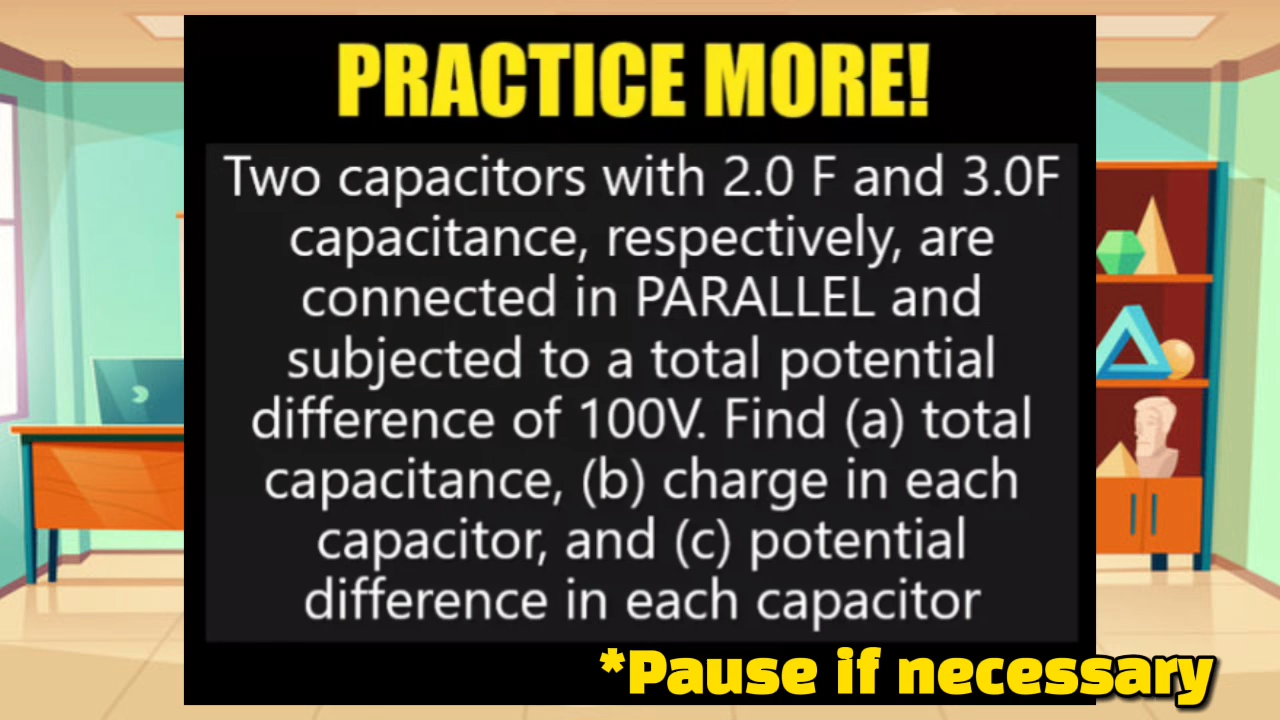 PRACTICE MORE!
Two capacitors with 2.0 F and 3.0F
capacitance, respectively, are
connected in PARALLEL and
subjected to a total potential
difference of 100V. Find (a) total
capacitance, (b) charge in each
capacitor, and (c) potential
difference in each capacitor
*Pause if necessary